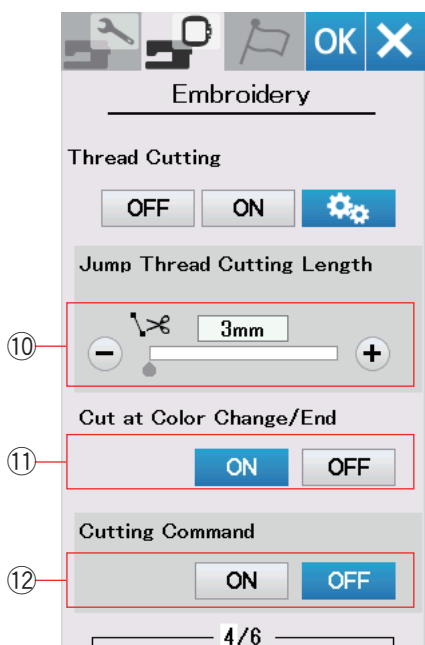 OK
Embroidery
Thread Cutting
OFF ON
Jump Thread Cutting Length
⑩ 3mm
Cut at Color Change/End
⑪ ON OFF
Cutting Command
⑫ ON OFF
4/6